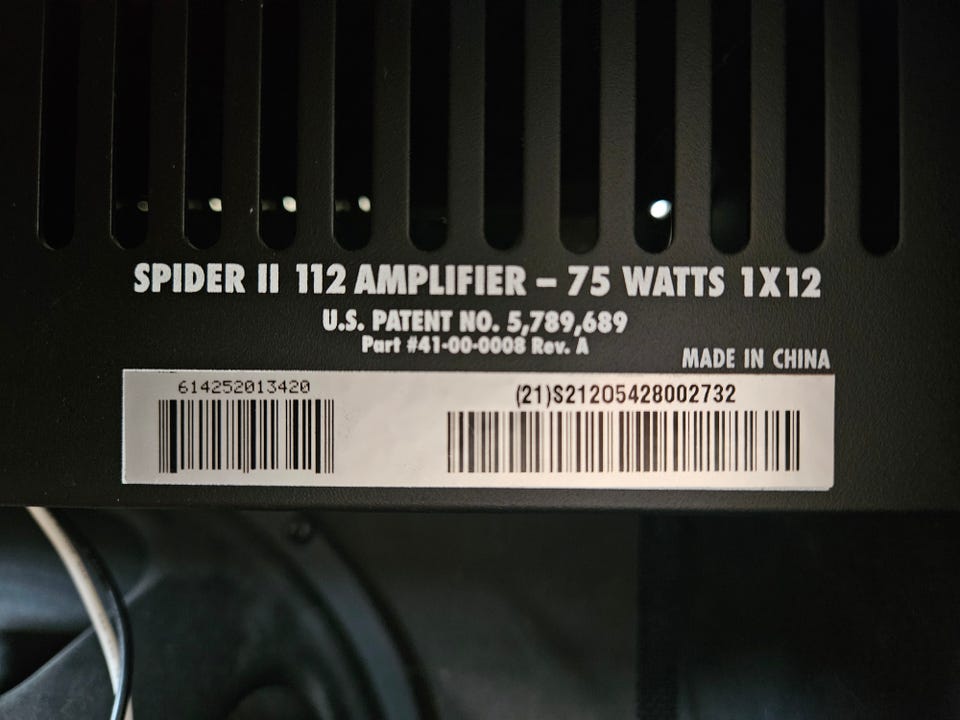 SPIDER II 112 AMPLIFIER – 75 WATTS 1X12
U.S. PATENT NO. 5,789,689
Part #41-00-0008 Rev. A
MADE IN CHINA
614252013420
(21)S21205428002732